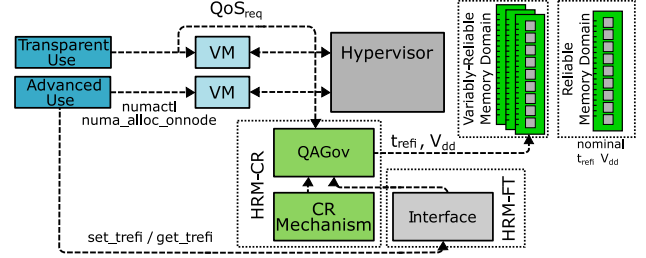 QoSreq
Transparent
Use
VM
Hypervisor
Advanced
Use
VM
numactl
numa_alloc_onnode
Variably-Reliable
Memory Domain
Reliable
Memory Domain
nominal
trefi Vdd
HRM-CR
QAGov
trefi, Vdd
CR
Mechanism
Interface
HRM-FT
set_trefi / get_trefi